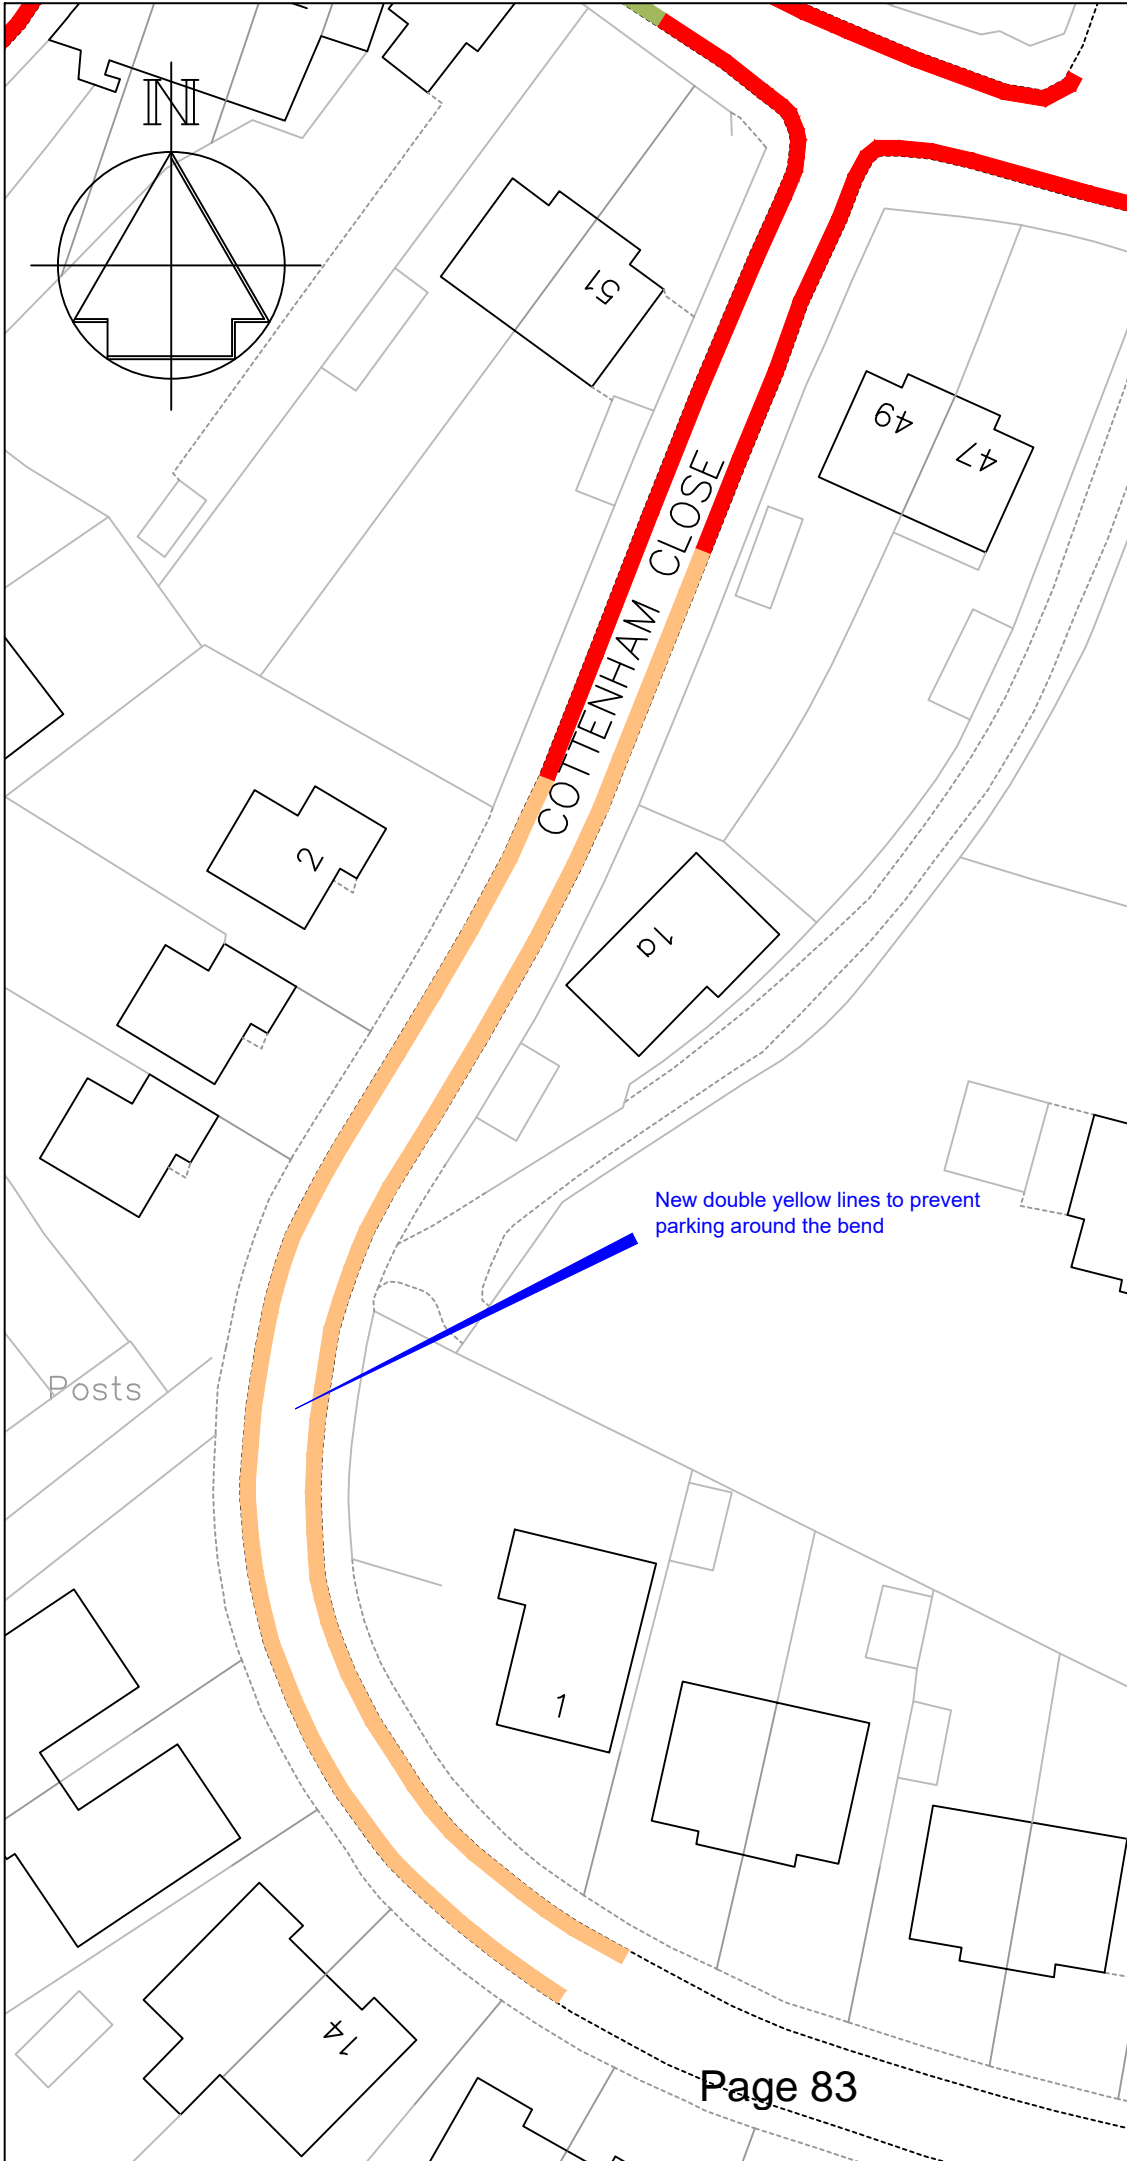 N
51
49
47
COTTENHAM CLOSE
2
1a
New double yellow lines to prevent
parking around the bend
Posts
1
14
Page 83